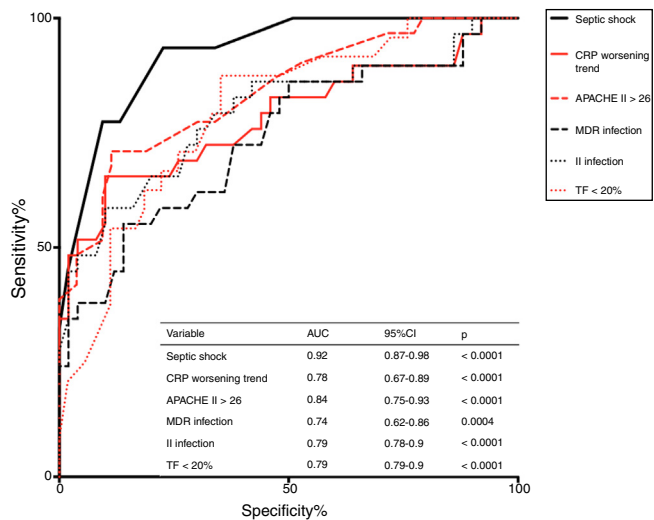 100
50
0
0
50
100
Sensitivity%
Specificity%
Septic shock
CRP worsening
trend
APACHE II > 26
MDR infection
II infection
TF < 20%
Variable AUC 95%CI p
Septic shock 0.92 0.87-0.98 < 0.0001
CRP worsening trend 0.78 0.67-0.89 < 0.0001
APACHE II > 26 0.84 0.75-0.93 < 0.0001
MDR infection 0.74 0.62-0.86 0.0004
II infection 0.79 0.78-0.9 < 0.0001
TF < 20% 0.79 0.79-0.9 < 0.0001